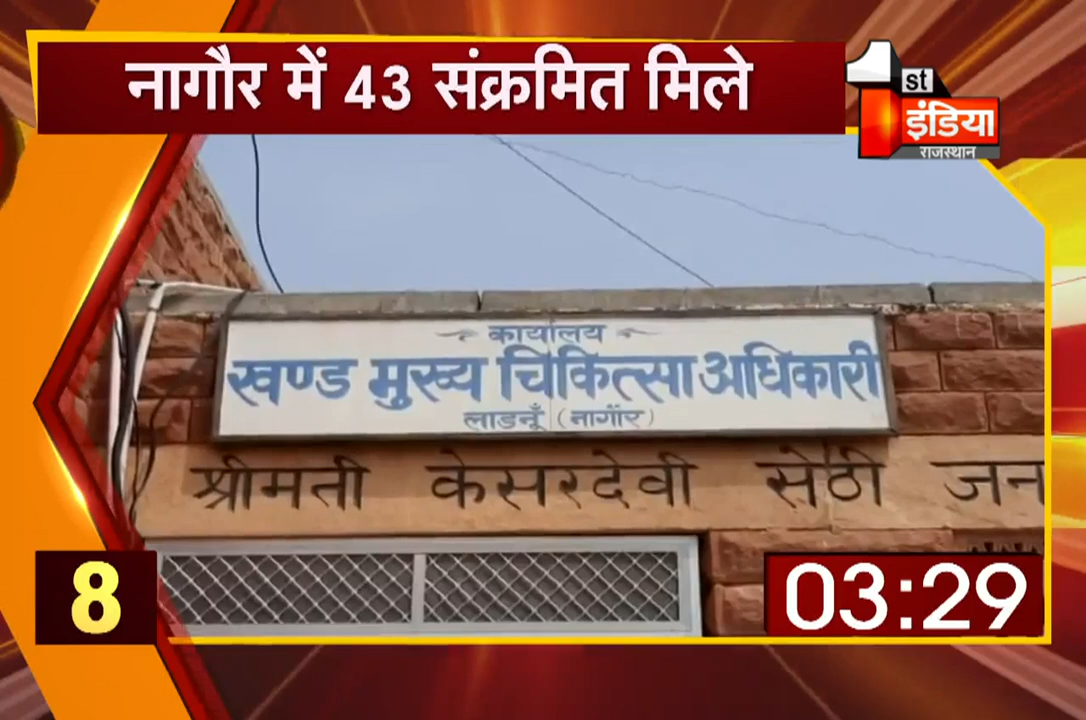 नागौर में 43 संक्रमित मिले
1st
इंडिया
राजस्थान
कार्यालय
खण्ड मुख्य चिकित्सा अधिकारी
लाडनूँ (नागौर)
श्रीमती केसरदेवी सेठी जन
8
03:29